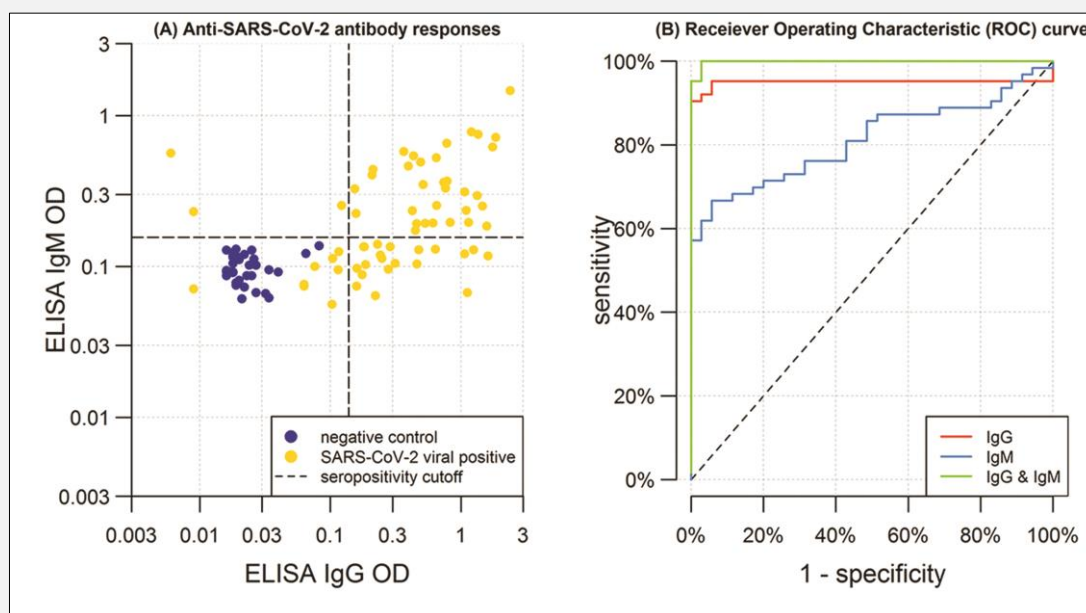 (A) Anti-SARS-CoV-2 antibody responses
3
1
0.3
0.1
0.03
0.01
0.003
ELISA IgM OD
negative control
SARS-CoV-2 viral positive
seropositivity cutoff
0.003
0.01
0.03
0.1
0.3
1
3
ELISA IgG OD
(B) Receiever Operating Characteristic (ROC) curve
100%
80%
60%
40%
20%
0%
sensitivity
IgG
IgM
IgG & IgM
0%
20%
40%
60%
80%
100%
1 - specificity